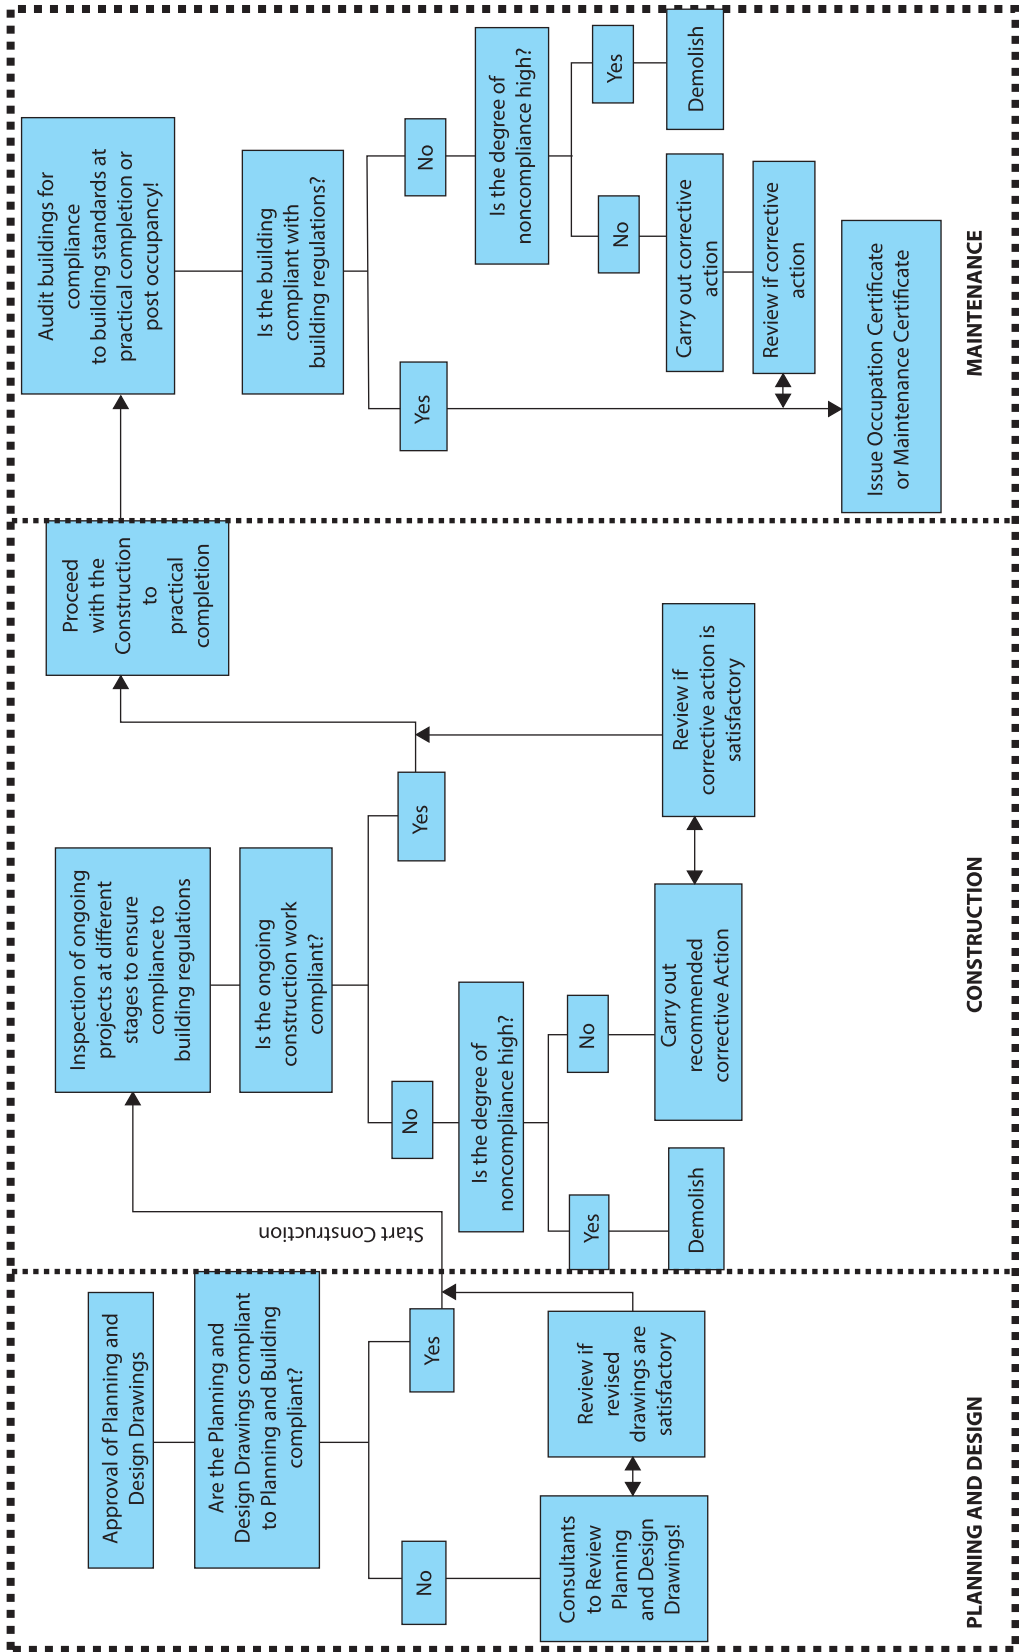 Approval of Planning and
Design Drawings
Are the Planning and
Design Drawings compliant
to Planning and Building
compliant?
No
Yes
Consultants
to Review
Planning
and Design
Drawings!
Review if
revised
drawings are
satisfactory
PLANNING AND DESIGN
Start Construction
Inspection of ongoing
projects at different
stages to ensure
compliance to
building regulations
Is the ongoing
construction work
compliant?
No
Yes
Is the degree of
noncompliance high?
Yes
No
Demolish
Carry out
recommended
corrective Action
Review if
corrective action is
satisfactory
Proceed
with the
Construction
to
practical
completion
CONSTRUCTION
Audit buildings for
compliance
to building standards at
practical completion or
post occupancy!
Is the building
compliant with
building regulations?
Yes
No
Is the degree of
noncompliance high?
No
Yes
Carry out corrective
action
Demolish
Review if corrective
action
Issue Occupation Certificate
or Maintenance Certificate
MAINTENANCE